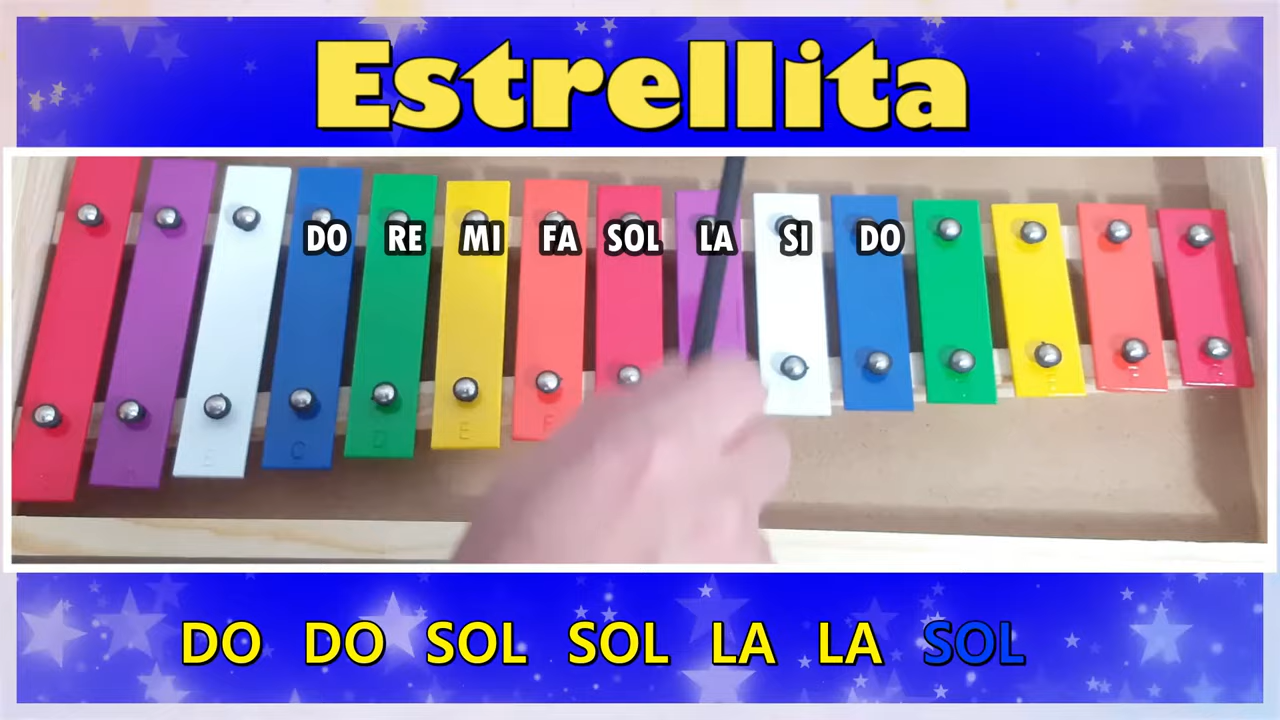 Estrellita
DO RE MI FA SOL LA SI DO
C D E F
DO DO SOL SOL LA LA SOL